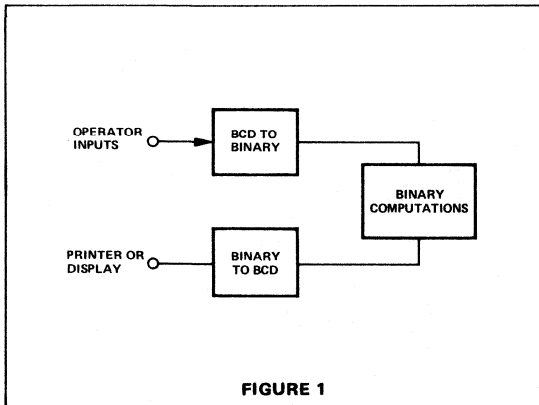 OPERATOR
INPUTS
BCD TO
BINARY
BINARY
COMPUTATIONS
PRINTER OR
DISPLAY
BINARY
TO BCD
FIGURE 1